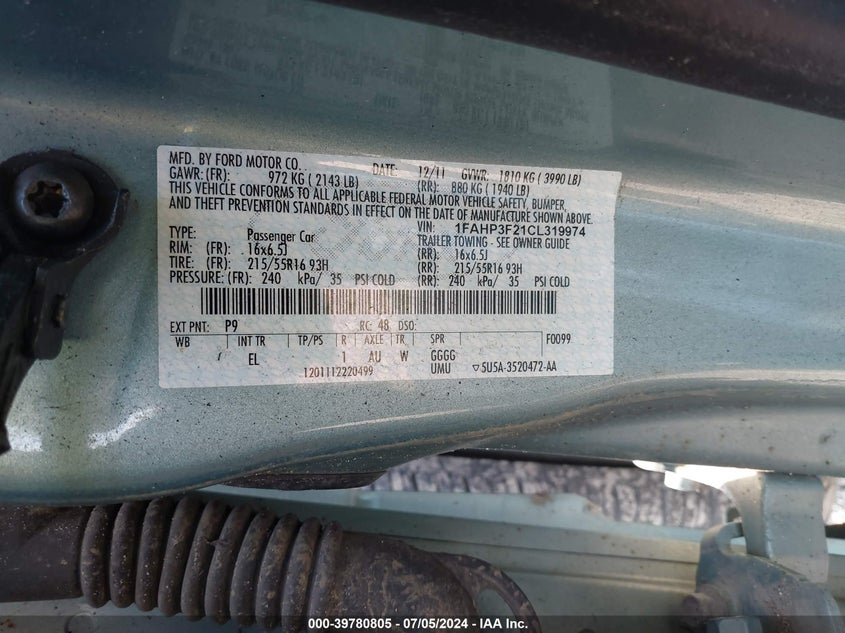 MFD. BY FORD MOTOR CO. DATE: 12/11 GVWR: 1810 KG ( 3990 LB)
GAWR: (FR) 972 KG ( 2143 LB) (RR): 880 KG ( 1940 LB)
THIS VEHICLE CONFORMS TO ALL APPLICABLE FEDERAL MOTOR VEHICLE SAFETY, BUMPER,
AND THEFT PREVENTION STANDARDS IN EFFECT ON THE DATE OF MANUFACTURE SHOWN ABOVE.
VIN: 1FAHP3F21CL319974
TYPE: Passenger Car TRAILER TOWING - SEE OWNER GUIDE
RIM: (FR) 16x6.5J (RR): 16x6.5J
TIRE: (FR) 215/55R16 93H (RR): 215/55R16 93H
PRESSURE: (FR) 240 kPa/ 35 PSI COLD (RR): 240 kPa/ 35 PSI COLD
EXT PNT: P9 RC: 48 DSO: F0099
WB INT TR TP/PS R AXLE TR SPR
EL 1 AU W GGGG
UMU ▽5U5A-3520472-AA
1201112220499
000-39780805 - 07/05/2024 - IAAI.COM